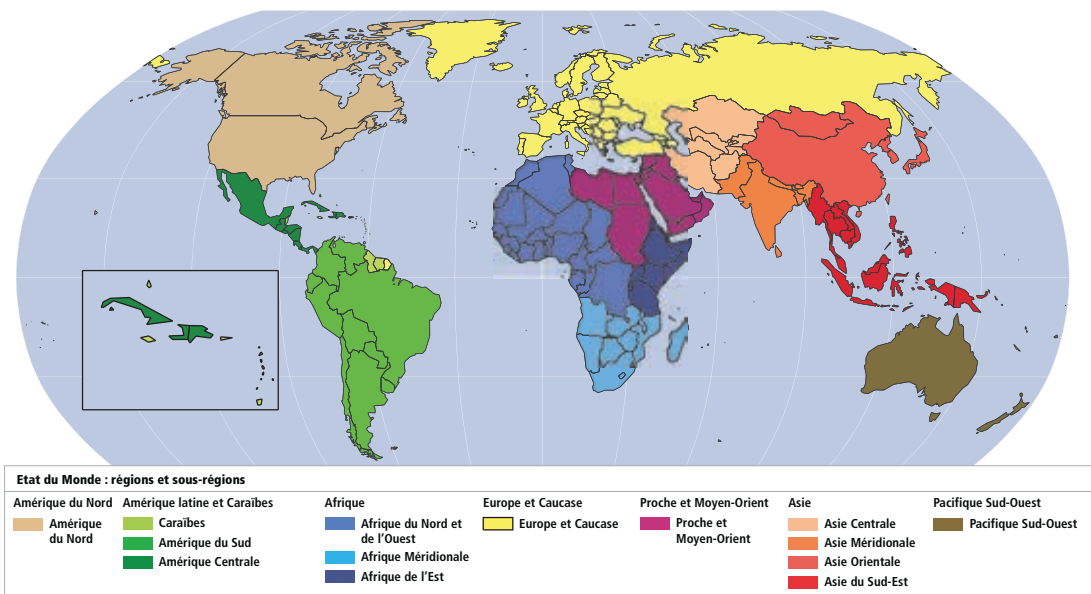 Etat du Monde : régions et sous-régions
Amérique du Nord
Amérique
du Nord
Amérique latine et Caraïbes
Caraïbes
Amérique du Sud
Amérique Centrale
Afrique
Afrique du Nord et
de l’Ouest
Afrique Méridionale
Afrique de l’Est
Europe et Caucase
Europe et Caucase
Proche et Moyen-Orient
Proche et
Moyen-Orient
Asie
Asie Centrale
Asie Méridionale
Asie Orientale
Asie du Sud-Est
Pacifique Sud-Ouest
Pacifique Sud-Ouest